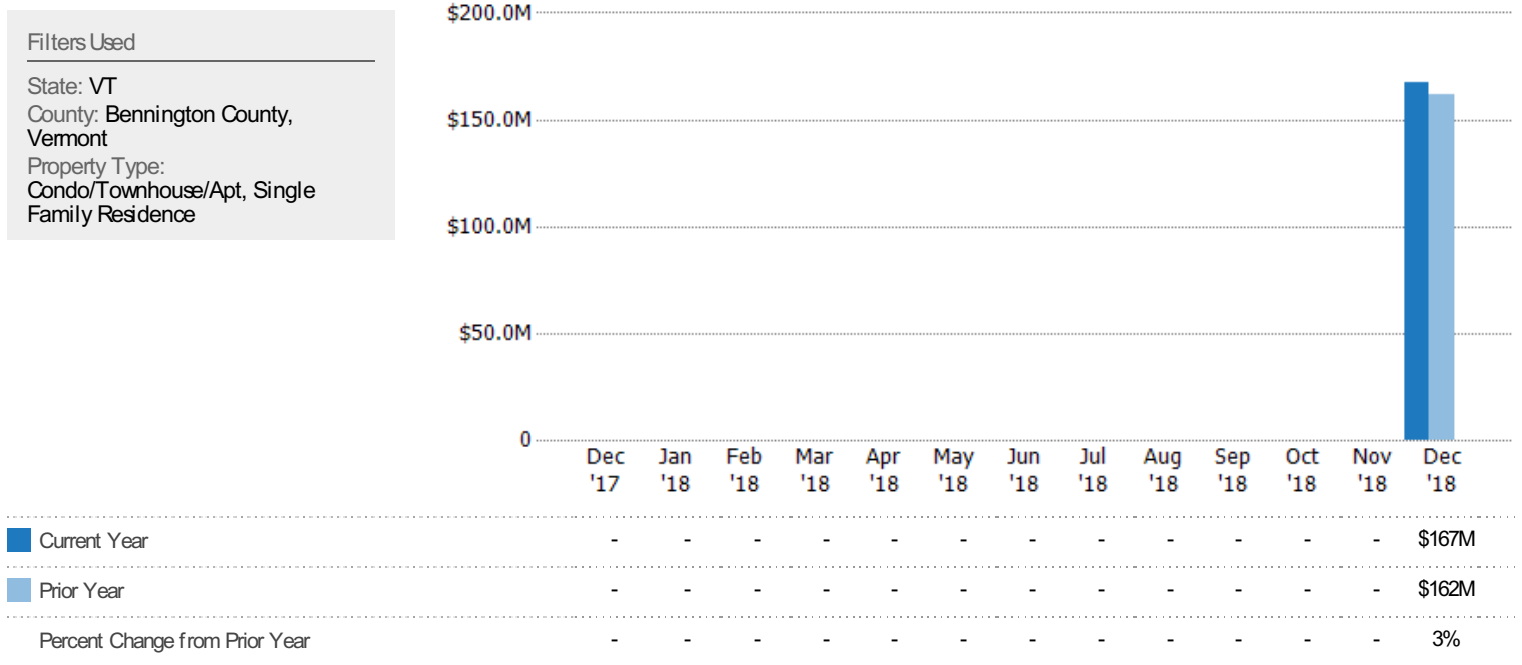 Filters Used
State: VT
County: Bennington County,
Vermont
Property Type:
Condo/Townhouse/Apt, Single
Family Residence
$200.0M
$150.0M
$100.0M
$50.0M
0
Dec Jan Feb Mar Apr May Jun Jul Aug Sep Oct Nov Dec
'17 '18 '18 '18 '18 '18 '18 '18 '18 '18 '18 '18 '18
Current Year - - - - - - - - - - - - $167M
Prior Year - - - - - - - - - - - - $162M
Percent Change from Prior Year - - - - - - - - - - - - 3%